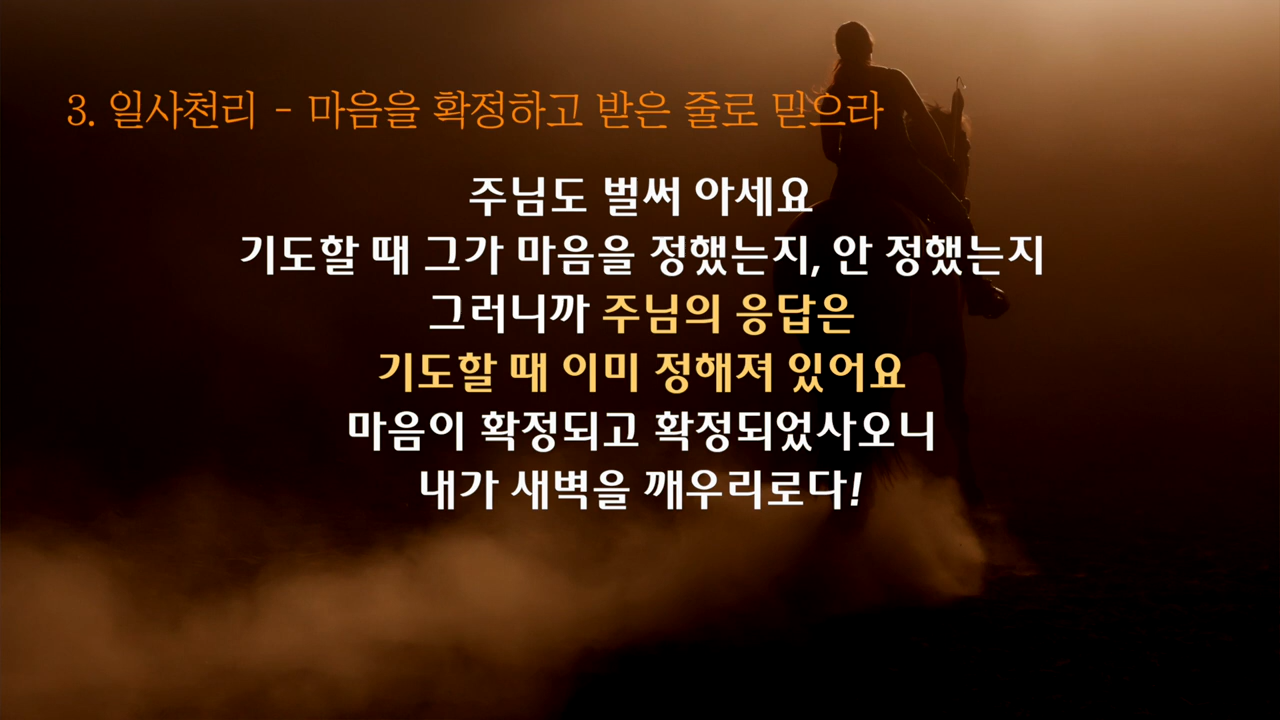 3. 일사천리 - 마음을 확정하고 받은 줄로 믿으라
주님도 벌써 아세요
기도할 때 그가 마음을 정했는지, 안 정했는지
그러니까 주님의 응답은
기도할 때 이미 정해져 있어요
마음이 확정되고 확정되었사오니
내가 새벽을 깨우리로다!